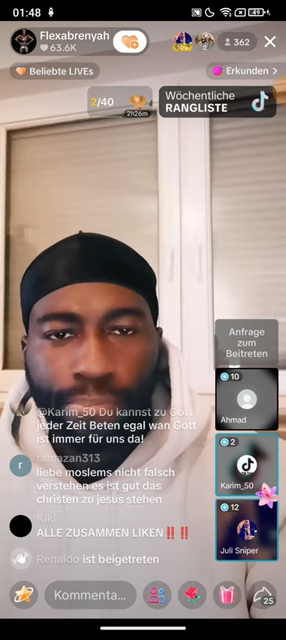 01:48
49
Flexabrenyah
63.6K
2
362
Beliebte LIVEs
Erkunden >
2/40
2h26m
Wöchentliche
RANGLISTE
Anfrage
zum
Beitreten
10
Ahmad
2
Karim_50
12
Juli Sniper
@Karim_50 Du kannst zu Gott
jeder Zeit Beten egal wan Gott
ist immer für uns da!
r
ramazan313
liebe moslems nicht falsch
verstehen es ist gut das
christen zu jesus stehen
Kiki
ALLE ZUSAMMEN LIKEN‼️‼️
Renaldo ist beigetreten
Kommenta...
25